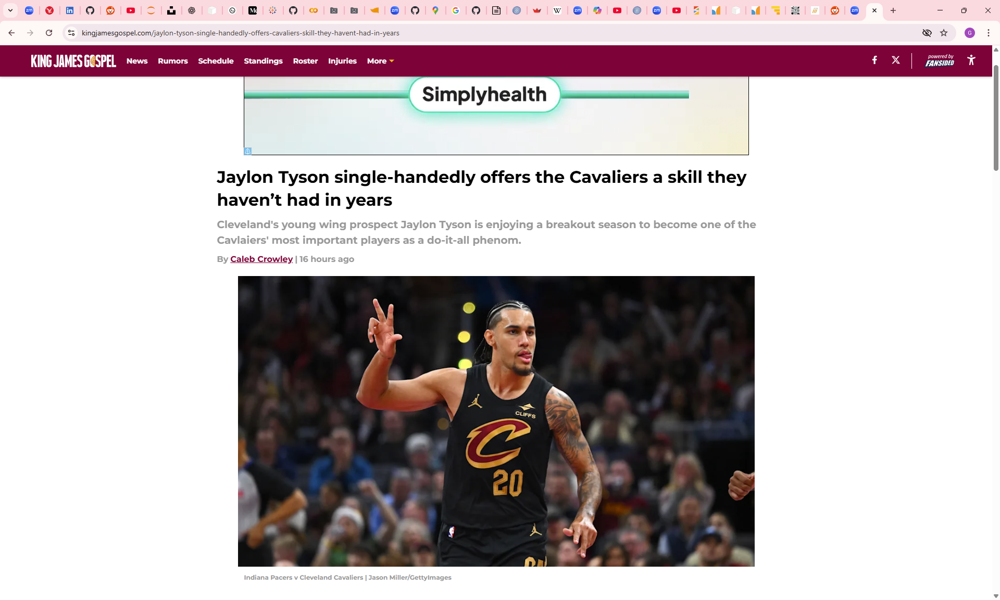 kingjamesgospel.com/jaylon-tyson-single-handedly-offers-cavaliers-skill-they-havent-had-in-years
G
KING JAMES GOSPEL News Rumors Schedule Standings Roster Injuries More
powered by
FANSIDED
Simplyhealth
Jaylon Tyson single-handedly offers the Cavaliers a skill they
haven’t had in years
Cleveland's young wing prospect Jaylon Tyson is enjoying a breakout season to become one of the
Cavlaiers' most important players as a do-it-all phenom.
By Caleb Crowley | 16 hours ago
CLIFFS
C
20
Indiana Pacers v Cleveland Cavaliers | Jason Miller/GettyImages